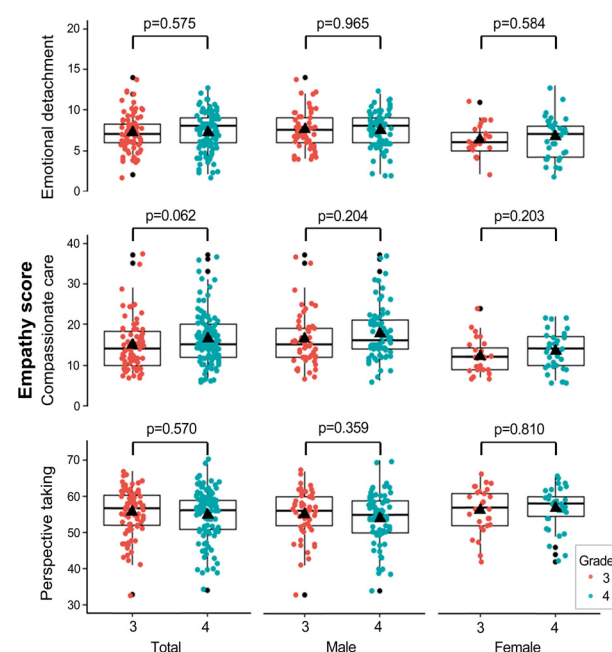 p=0.575 p=0.965 p=0.584
20
15
10
5
0
Emotional detachment
p=0.062 p=0.204 p=0.203
40
30
20
10
0
Empathy score
Compassionate care
p=0.570 p=0.359 p=0.810
70
60
50
40
30
Perspective taking
Grade
3
4
3 4 3 4 3 4
Total Male Female